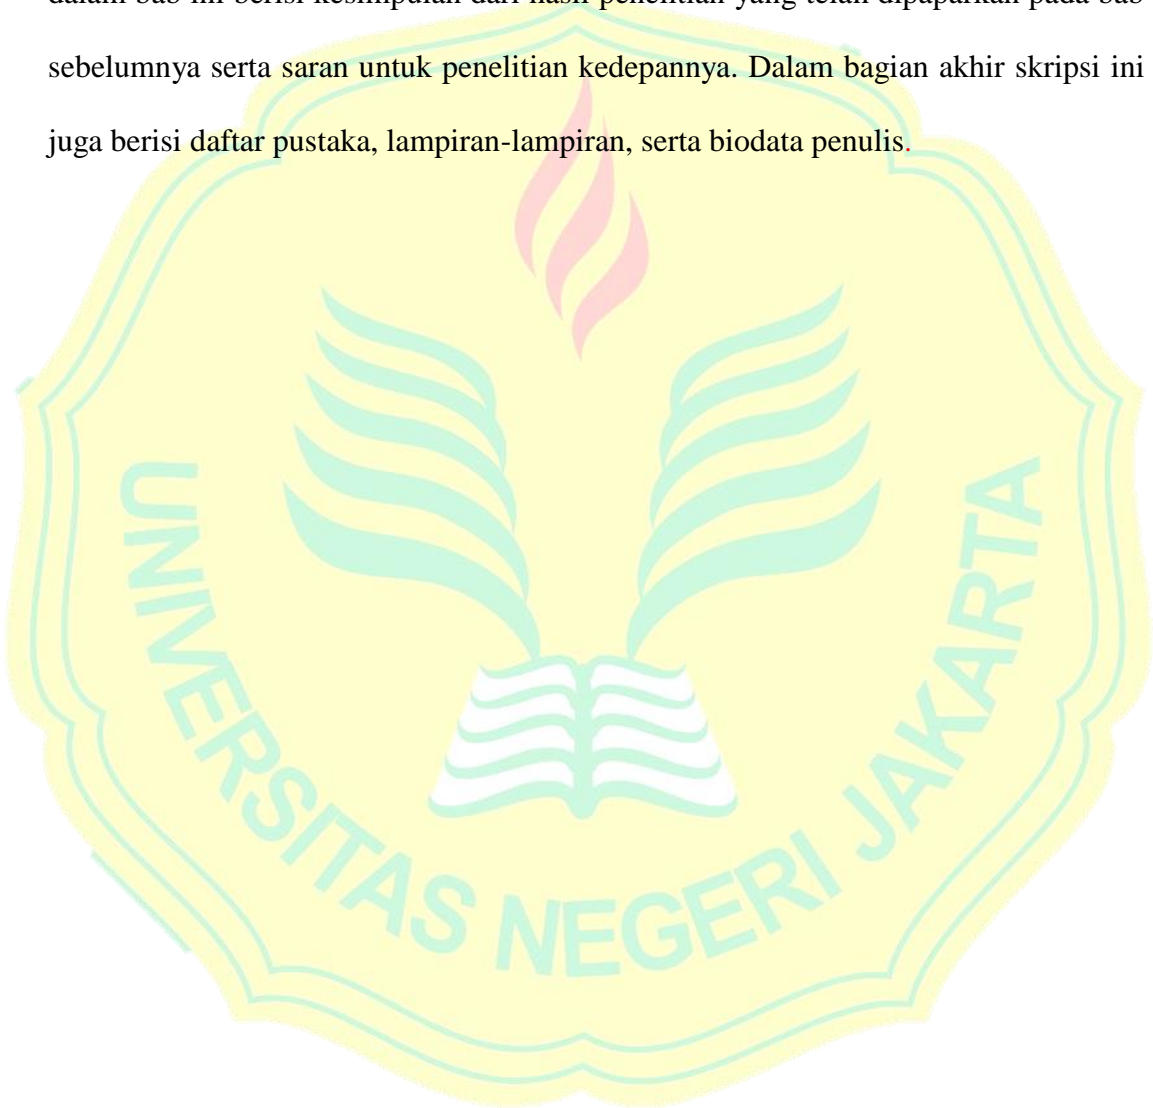 dalam bab ini berisi kesimpulan dari hasil penelitian yang telah dipaparkan pada bab
sebelumnya serta saran untuk penelitian kedepannya. Dalam bagian akhir skripsi ini
juga berisi daftar pustaka, lampiran-lampiran, serta biodata penulis.
UNIVERSITAS NEGERI JAKARTA